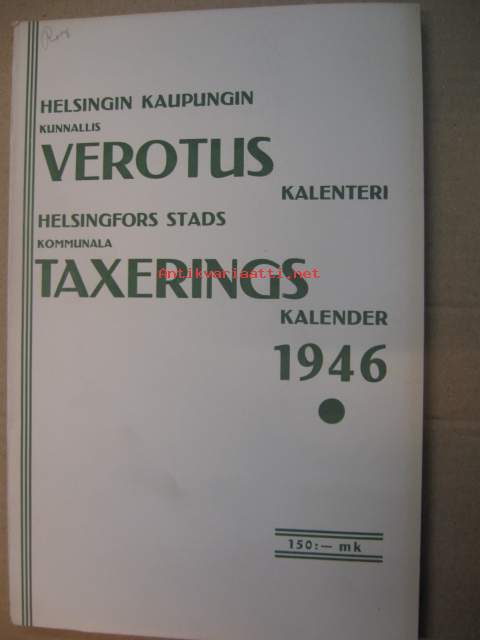 HELSINGIN KAUPUNGIN
KUNNALLIS
VEROTUS
KALENTERI
HELSINGFORS STADS
KOMMUNALA
Antikvariaatti.net
TAXERINGS
KALENDER
1946
150:— mk